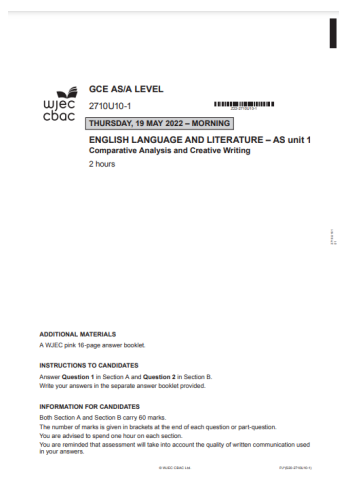 GCE AS/A LEVEL
wjec
cbac
2710U10-1
THURSDAY, 19 MAY 2022 – MORNING
ENGLISH LANGUAGE AND LITERATURE – AS unit 1
Comparative Analysis and Creative Writing
2 hours
ADDITIONAL MATERIALS
A WJEC pink 16-page answer booklet.
INSTRUCTIONS TO CANDIDATES
Answer Question 1 in Section A and Question 2 in Section B.
Write your answers in the separate answer booklet provided.
INFORMATION FOR CANDIDATES
Both Section A and Section B carry 60 marks.
The number of marks is given in brackets at the end of each question or part-question.
You are advised to spend one hour on each section.
You are reminded that assessment will take into account the quality of written communication used
in your answers.
© WJEC CBAC Ltd.